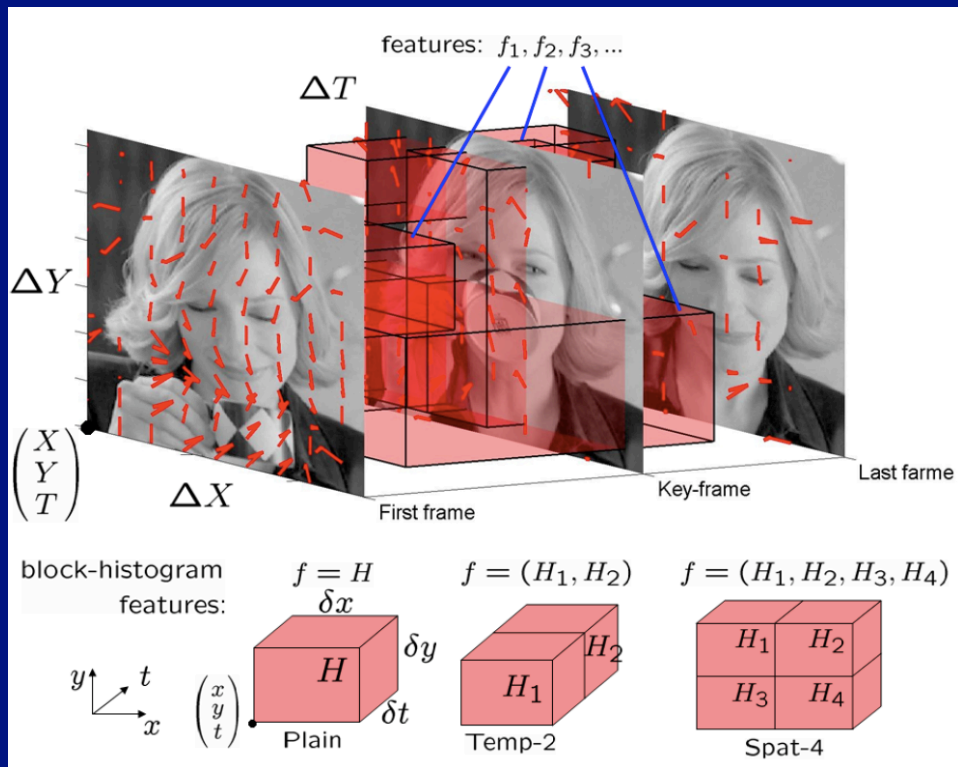 features: f₁, f₂, f₃, ...
ΔT
ΔY
(X Y T)
ΔX
First frame
Key-frame
Last farme
block-histogram
features:
f = H
f = (H₁, H₂)
f = (H₁, H₂, H₃, H₄)
δx
δy
δt
H
H₁
H₂
H₁ H₂
H₃ H₄
y t x
(x y t)
Plain
Temp-2
Spat-4